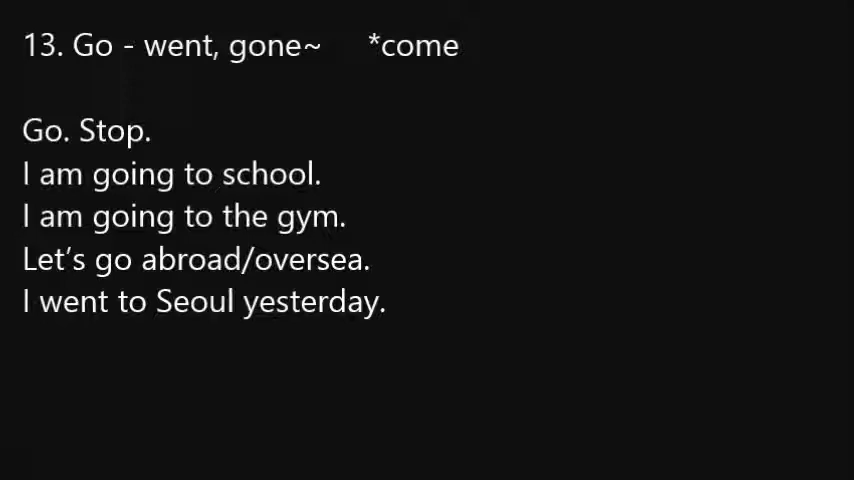 13. Go - went, gone~ *come
Go. Stop.
I am going to school.
I am going to the gym.
Let’s go abroad/oversea.
I went to Seoul yesterday.